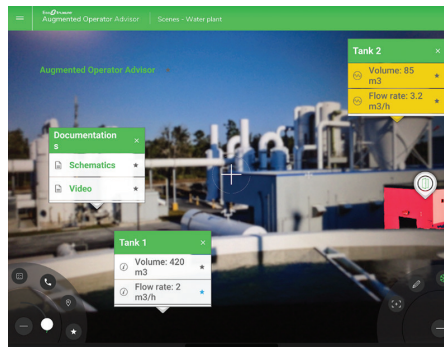 EcoStruxure
Augmented Operator Advisor
Scenes - Water plant
Augmented Operator Advisor
Tank 2
Volume: 85
m3
Flow rate: 3.2
m3/h
Documentation
s
Schematics
Video
Tank 1
Volume: 420
m3
Flow rate: 2
m3/h